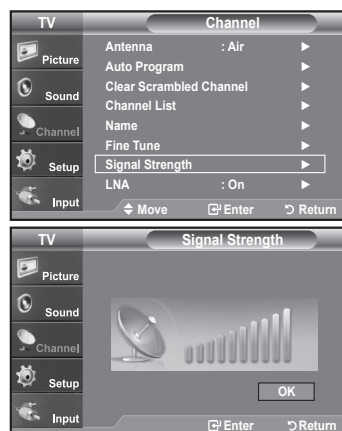 TV Channel
Picture
Sound
Channel
Setup
Input
Antenna : Air ►
Auto Program ►
Clear Scrambled Channel ►
Channel List ►
Name ►
Fine Tune ►
Signal Strength ►
LNA : On ►
Move Enter Return
TV Signal Strength
Picture
Sound
Channel
Setup
Input
OK
Enter Return